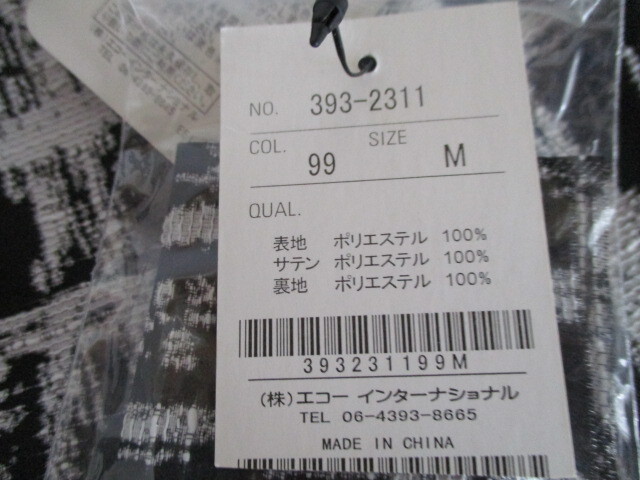 NO. 393-2311
COL. 99 SIZE M
QUAL.
表地 ポリエステル 100%
サテン ポリエステル 100%
裏地 ポリエステル 100%
393231199M
(株)エコー インターナショナル
TEL 06-4393-8665
MADE IN CHINA